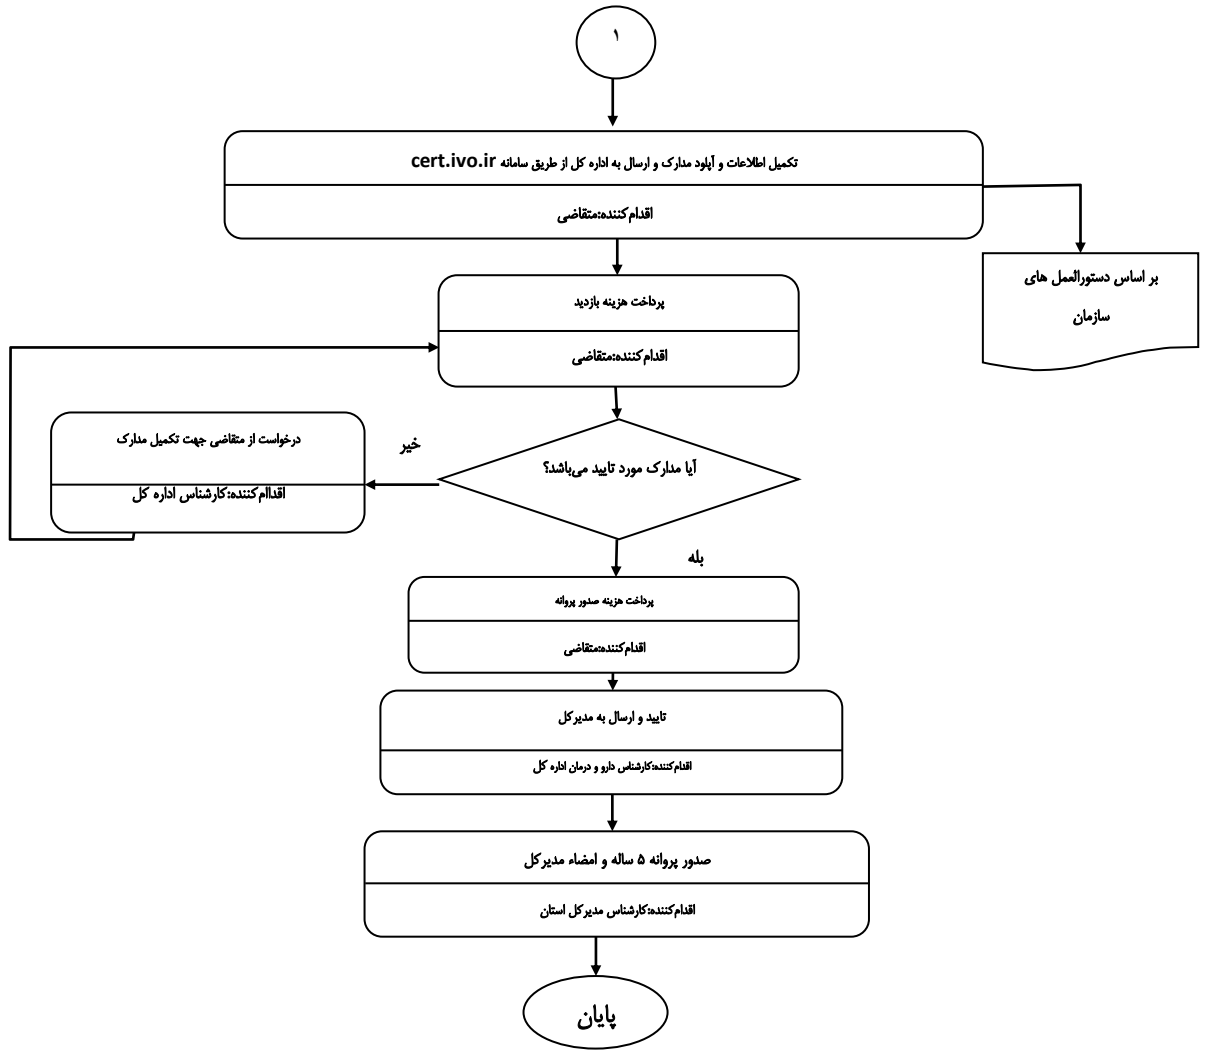 ۱
تکمیل اطلاعات و آپلود مدارک و ارسال به اداره کل از طریق سامانه cert.ivo.ir
اقدام‌کننده:متقاضی
بر اساس دستورالعمل های
سازمان
پرداخت هزینه بازدید
اقدام‌کننده:متقاضی
آیا مدارک مورد تایید می‌باشد؟
خیر
درخواست از متقاضی جهت تکمیل مدارک
اقداام‌کننده:کارشناس اداره کل
بله
پرداخت هزینه صدور پروانه
اقدام‌کننده:متقاضی
تایید و ارسال به مدیرکل
اقدام‌کننده:کارشناس دارو و درمان اداره کل
صدور پروانه ۵ ساله و امضاء مدیرکل
اقدام‌کننده:کارشناس مدیرکل استان
پایان